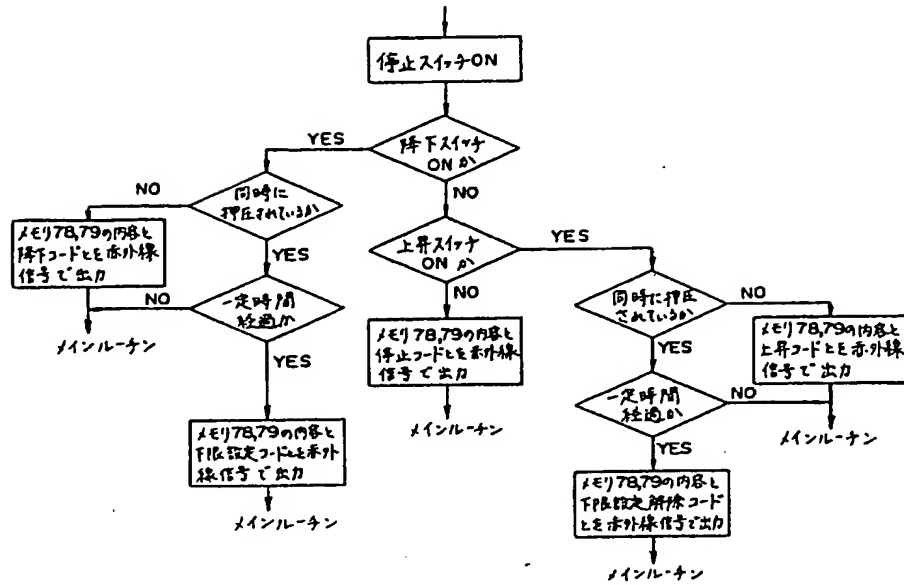 停止スイッチON
降下スイッチ
ONか
YES
NO
同時に
押圧されているか
NO
YES
メモリ78,79の内容と
降下コードとを赤外線
信号で出力
一定時間
経過か
NO
YES
メインルーチン
メモリ78,79の内容と
下限設定コードとを赤外
線信号で出力
メインルーチン
上昇スイッチ
ONか
YES
NO
メモリ78,79の内容と
停止コードとを赤外線
信号で出力
メインルーチン
同時に押圧
されているか
NO
YES
メモリ78,79の内容と
上昇コードとを赤外線
信号で出力
一定時間
経過か
NO
YES
メインルーチン
メモリ78,79の内容と
下限設定解除コード
とを赤外線信号で出力
メインルーチン